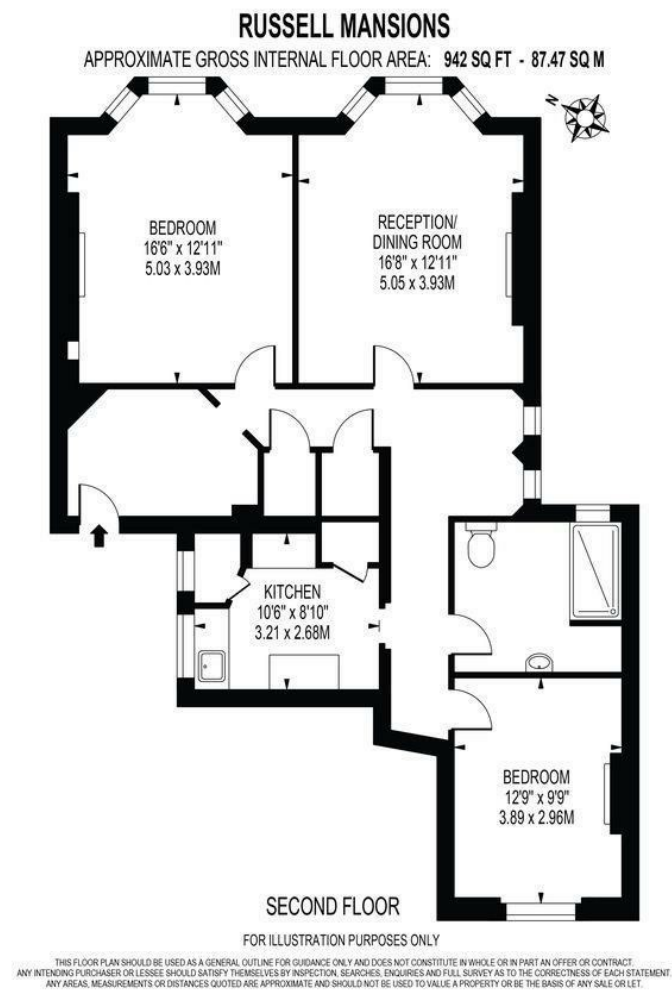 RUSSELL MANSIONS
APPROXIMATE GROSS INTERNAL FLOOR AREA: 942 SQ FT - 87.47 SQ M
N
BEDROOM
16'6" x 12'11"
5.03 x 3.93M
RECEPTION/
DINING ROOM
16'8" x 12'11"
5.05 x 3.93M
KITCHEN
10'6" x 8'10"
3.21 x 2.68M
BEDROOM
12'9" x 9'9"
3.89 x 2.96M
SECOND FLOOR
FOR ILLUSTRATION PURPOSES ONLY
THIS FLOOR PLAN SHOULD BE USED AS A GENERAL OUTLINE FOR GUIDANCE ONLY AND DOES NOT CONSTITUTE IN WHOLE OR IN PART AN OFFER OR CONTRACT.
ANY INTENDING PURCHASER OR LESSEE SHOULD SATISFY THEMSELVES BY INSPECTION, SEARCHES, ENQUIRIES AND FULL SURVEY AS TO THE CORRECTNESS OF EACH STATEMENT.
ANY AREAS, MEASUREMENTS OR DISTANCES QUOTED ARE APPROXIMATE AND SHOULD NOT BE USED TO VALUE A PROPERTY OR BE THE BASIS OF ANY SALE OR LET.